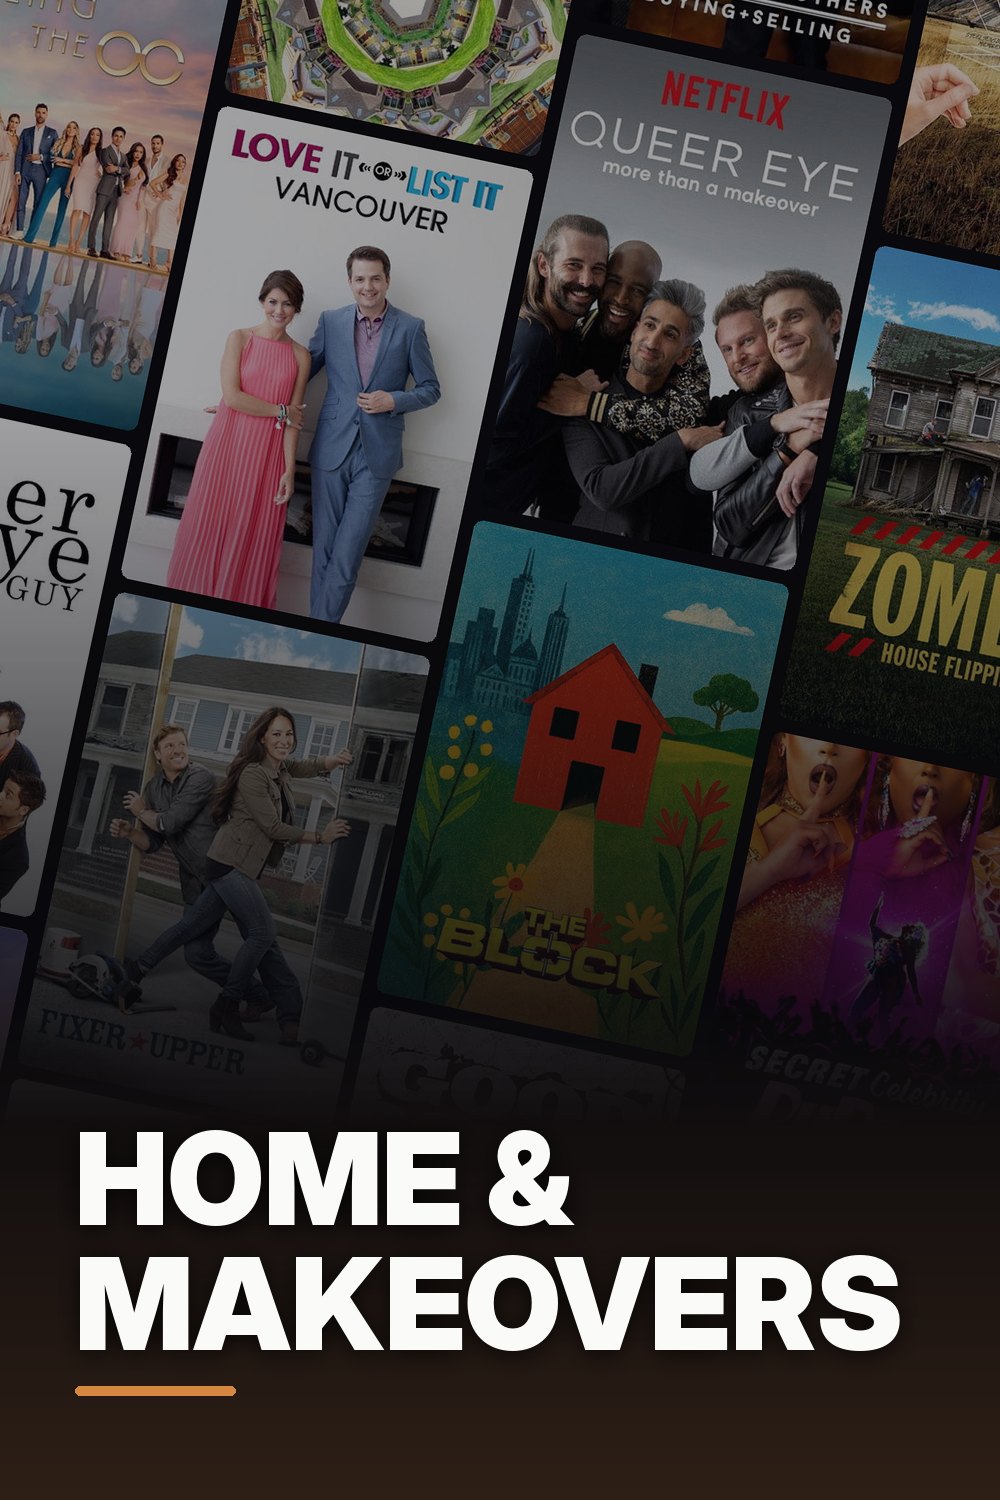 THE OC
BUYING+SELLING
LOVE IT OR LIST IT
VANCOUVER
NETFLIX
QUEER EYE
more than a makeover
er
ye
GUY
ZOM
HOUSE FLIPPI
FIXER UPPER
THE
BLOCK
SECRET Celebrity
HOME &
MAKEOVERS